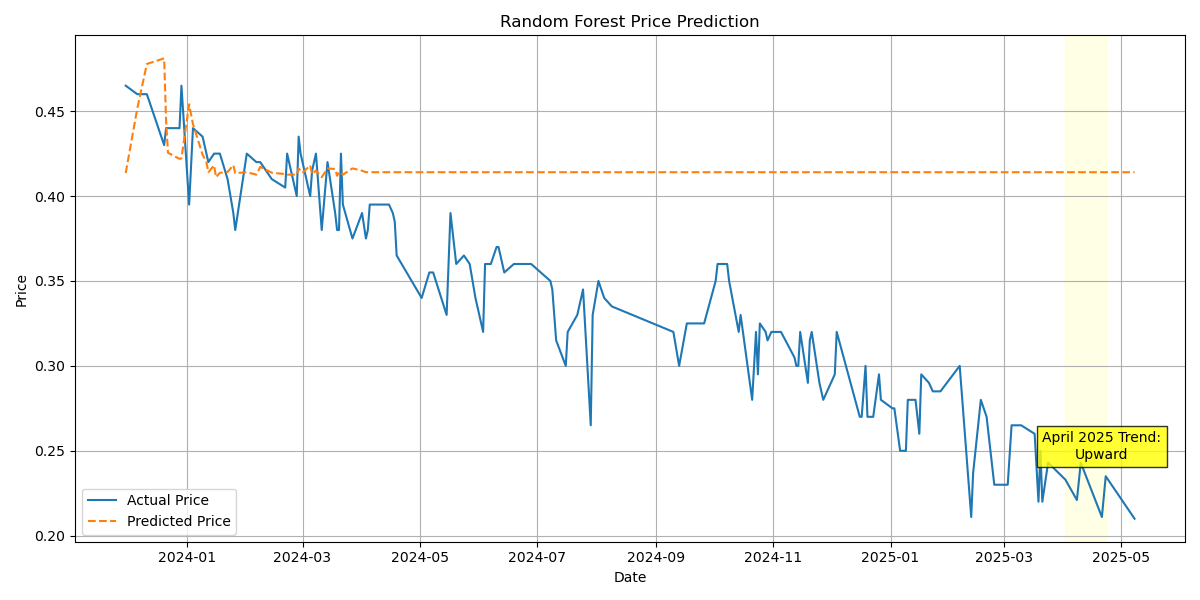 Random Forest Price Prediction
Price
0.45
0.40
0.35
0.30
0.25
0.20
April 2025 Trend:
Upward
Actual Price
Predicted Price
2024-01
2024-03
2024-05
2024-07
2024-09
2024-11
2025-01
2025-03
2025-05
Date